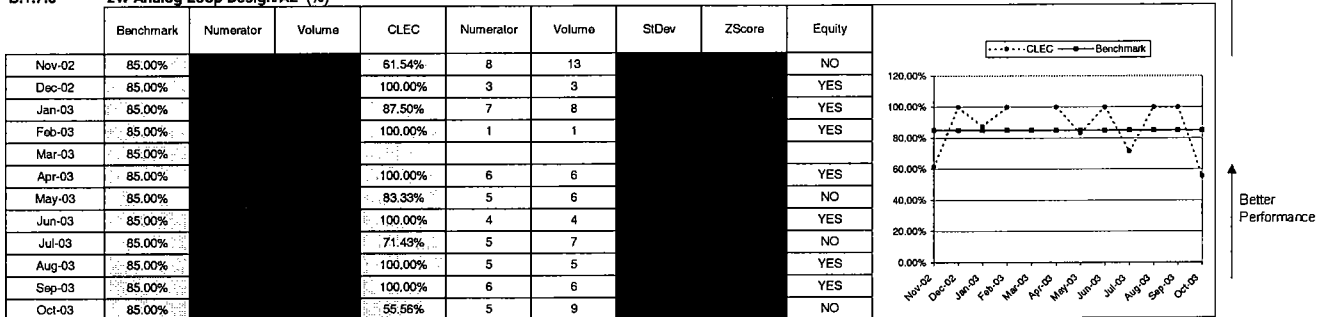 2w Analog Loop Design/AL (%)
Benchmark Numerator Volume CLEC Numerator Volume StDev ZScore Equity
Nov-02 85.00% 61.54% 8 13 NO
Dec-02 85.00% 100.00% 3 3 YES
Jan-03 85.00% 87.50% 7 8 YES
Feb-03 85.00% 100.00% 1 1 YES
Mar-03 85.00%
Apr-03 85.00% 100.00% 6 6 YES
May-03 85.00% 83.33% 5 6 NO
Jun-03 85.00% 100.00% 4 4 YES
Jul-03 85.00% 71.43% 5 7 NO
Aug-03 85.00% 100.00% 5 5 YES
Sep-03 85.00% 100.00% 6 6 YES
Oct-03 85.00% 55.56% 5 9 NO
CLEC Benchmark
120.00%
100.00%
80.00%
60.00%
40.00%
20.00%
0.00%
Nov-02 Dec-02 Jan-03 Feb-03 Mar-03 Apr-03 May-03 Jun-03 Jul-03 Aug-03 Sep-03 Oct-03
Better
Performance